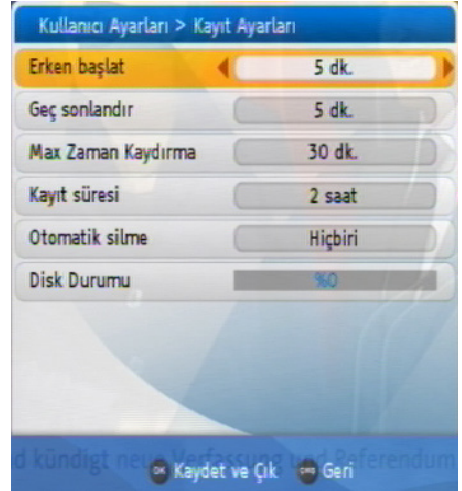 Kullanıcı Ayarları > Kayıt Ayarları
Erken başlat 5 dk.
Geç sonlandır 5 dk.
Max Zaman Kaydırma 30 dk.
Kayıt süresi 2 saat
Otomatik silme Hiçbiri
Disk Durumu %0
d kündigt neue Verfassung und Referendum
OK Kaydet ve Çık Geri